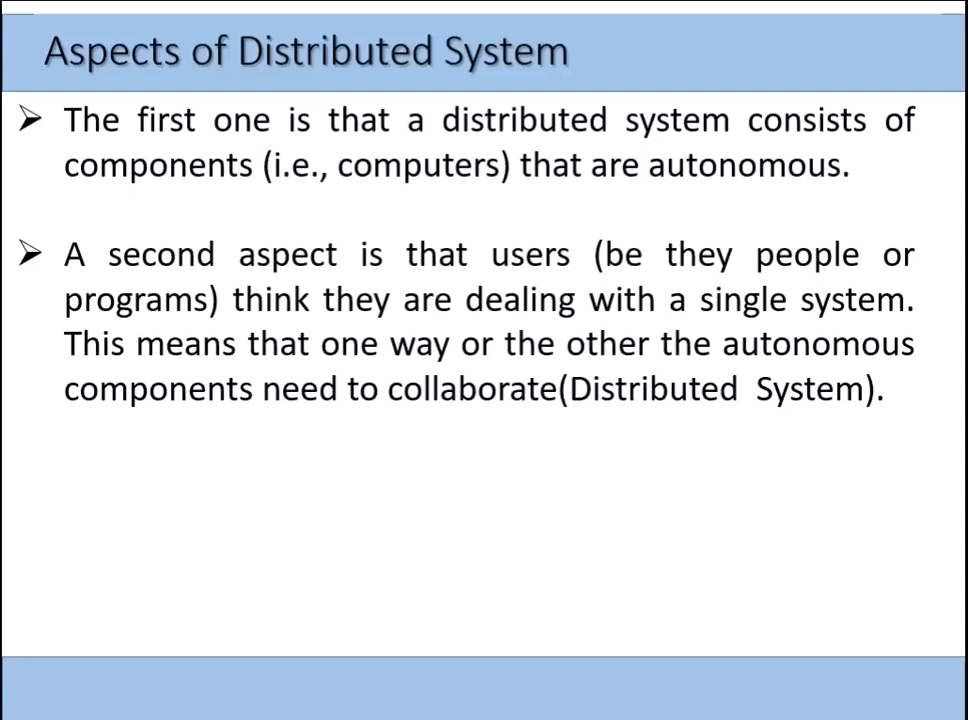 Aspects of Distributed System
➢ The first one is that a distributed system consists of
components (i.e., computers) that are autonomous.
➢ A second aspect is that users (be they people or
programs) think they are dealing with a single system.
This means that one way or the other the autonomous
components need to collaborate(Distributed System).